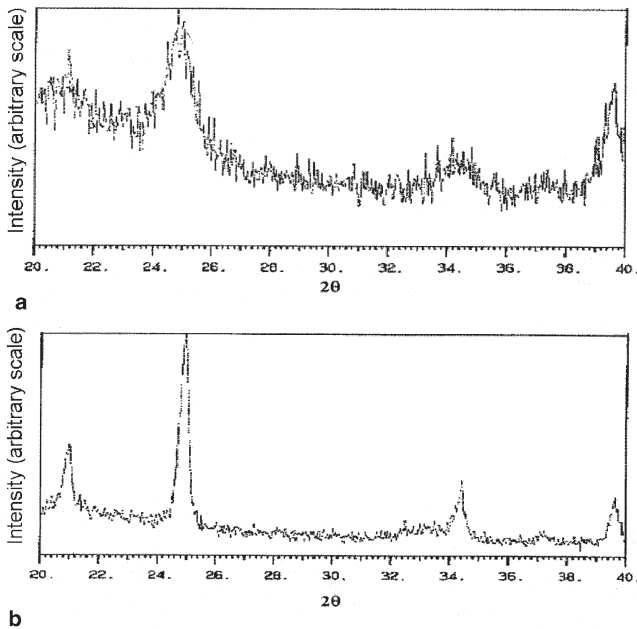 Intensity (arbitrary scale)
20. 22. 24. 26. 28. 30. 32. 34. 36. 38. 40.
2θ
a
Intensity (arbitrary scale)
20. 22. 24. 26. 28. 30. 32. 34. 36. 38. 40.
2θ
b